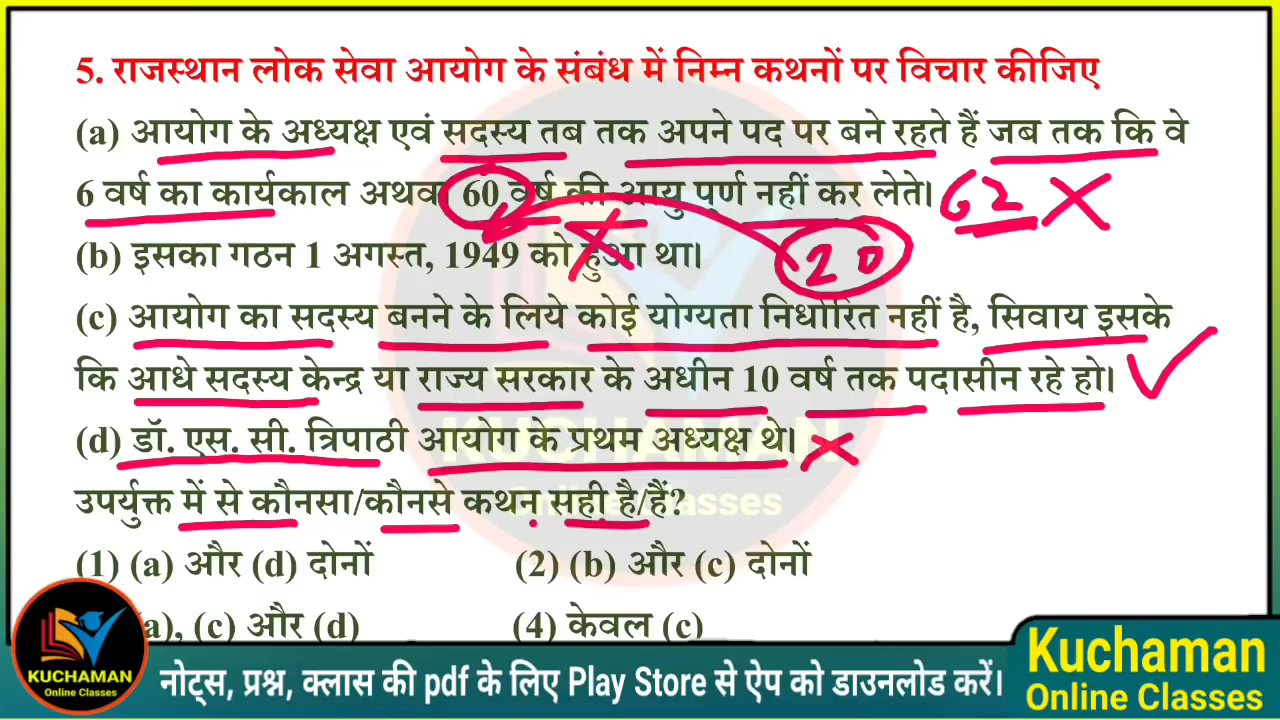 5. राजस्थान लोक सेवा आयोग के संबंध में निम्न कथनों पर विचार कीजिए
(a) आयोग के अध्यक्ष एवं सदस्य तब तक अपने पद पर बने रहते हैं जब तक कि वे
6 वर्ष का कार्यकाल अथवा 60 वर्ष की आयु पूर्ण नहीं कर लेते। 62 X
(b) इसका गठन 1 अगस्त, 1949 को हुआ था। X 20
(c) आयोग का सदस्य बनने के लिये कोई योग्यता निर्धारित नहीं है, सिवाय इसके
कि आधे सदस्य केन्द्र या राज्य सरकार के अधीन 10 वर्ष तक पदासीन रहे हो।
(d) डॉ. एस. सी. त्रिपाठी आयोग के प्रथम अध्यक्ष थे। X
उपर्युक्त में से कौनसा/कौनसे कथन सही है/हैं?
(1) (a) और (d) दोनों (2) (b) और (c) दोनों
(a), (c) और (d) (4) केवल (c)
KUCHAMAN
Online Classes
KUCHAMAN
Online Classes
नोट्स, प्रश्न, क्लास की pdf के लिए Play Store से ऐप को डाउनलोड करें।
Kuchaman
Online Classes